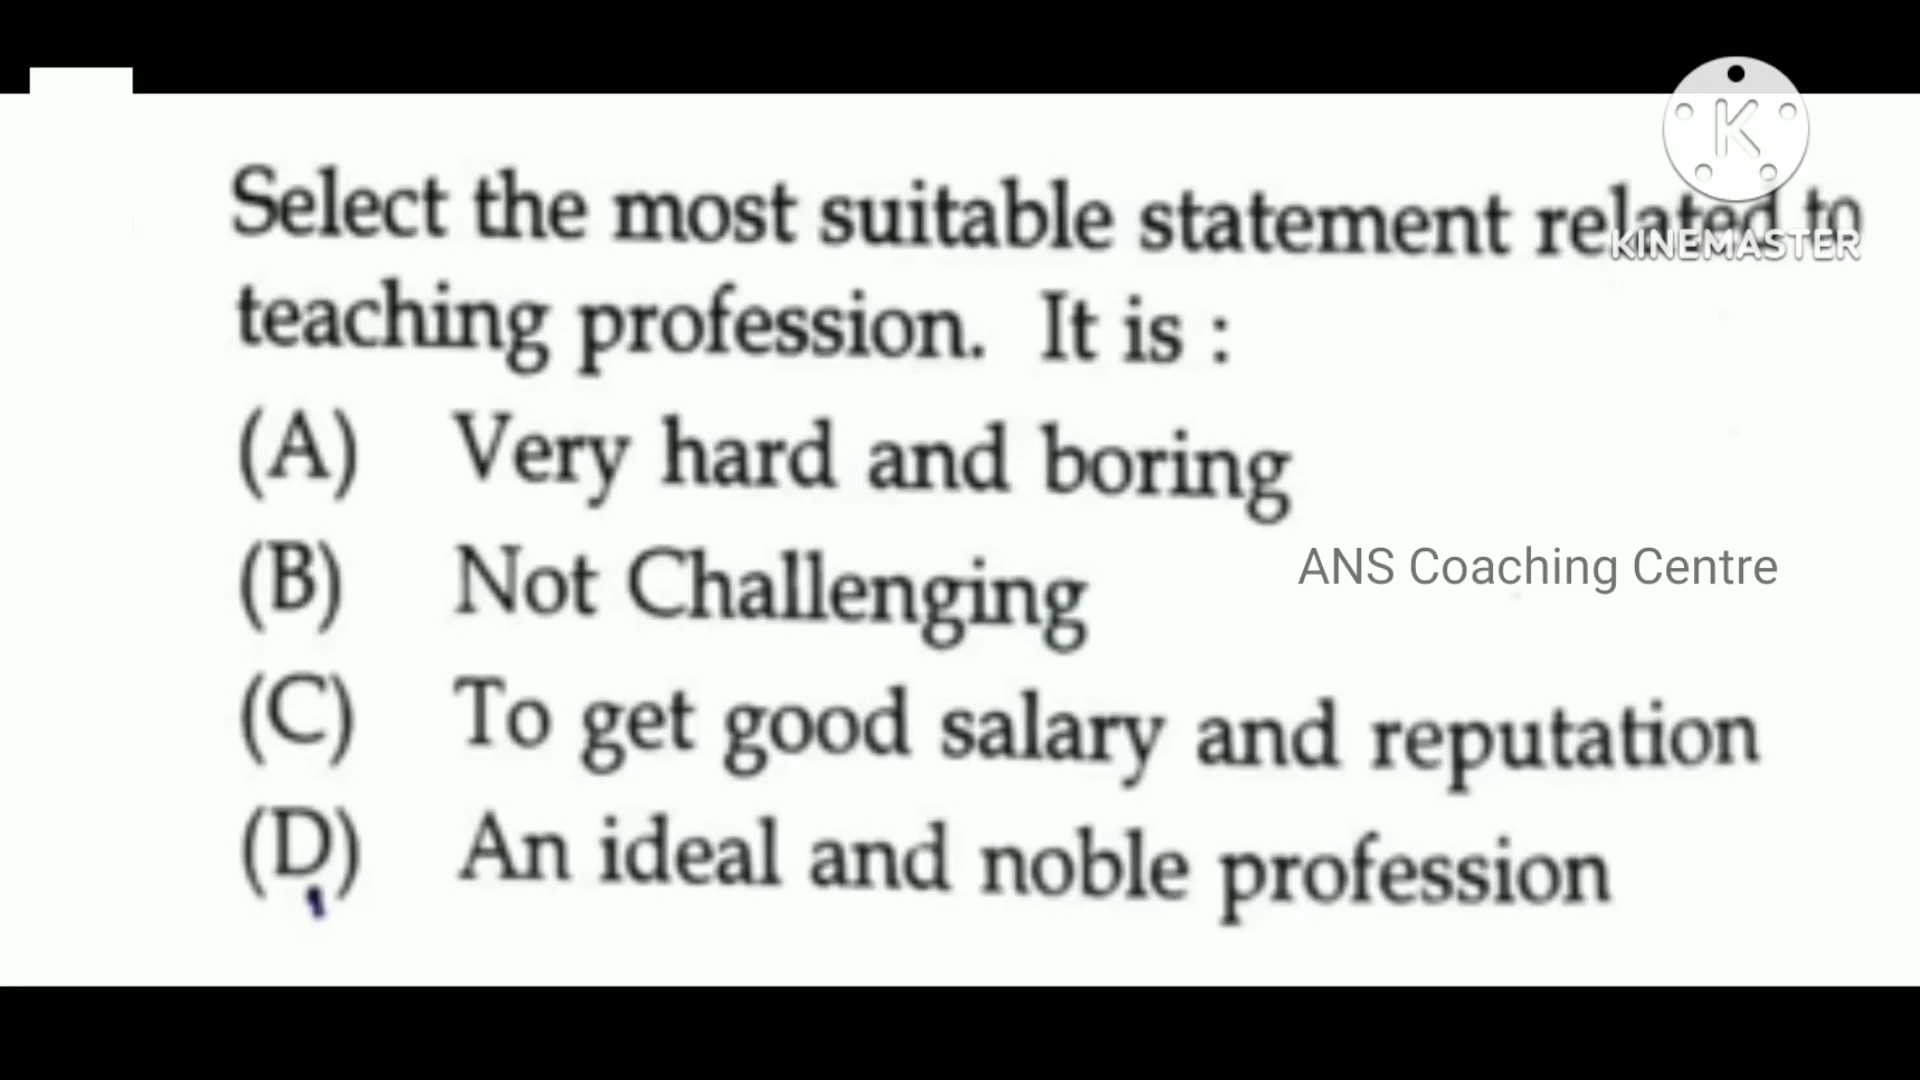 K
Select the most suitable statement related to
KINEMASTER
teaching profession. It is :
(A) Very hard and boring
(B) Not Challenging
ANS Coaching Centre
(C) To get good salary and reputation
(D) An ideal and noble profession